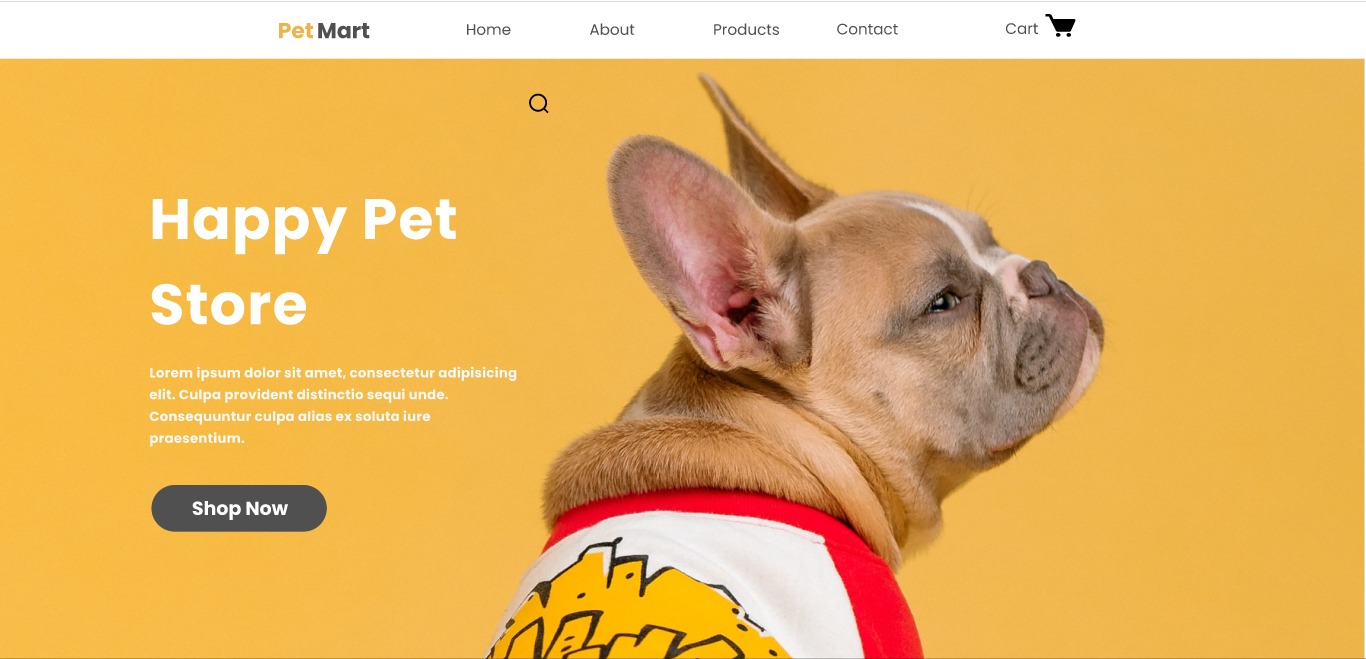 Pet Mart
Home
About
Products
Contact
Cart
Happy Pet
Store
Lorem ipsum dolor sit amet, consectetur adipisicing
elit. Culpa provident distinctio sequi unde.
Consequuntur culpa alias ex soluta iure
praesentium.
Shop Now